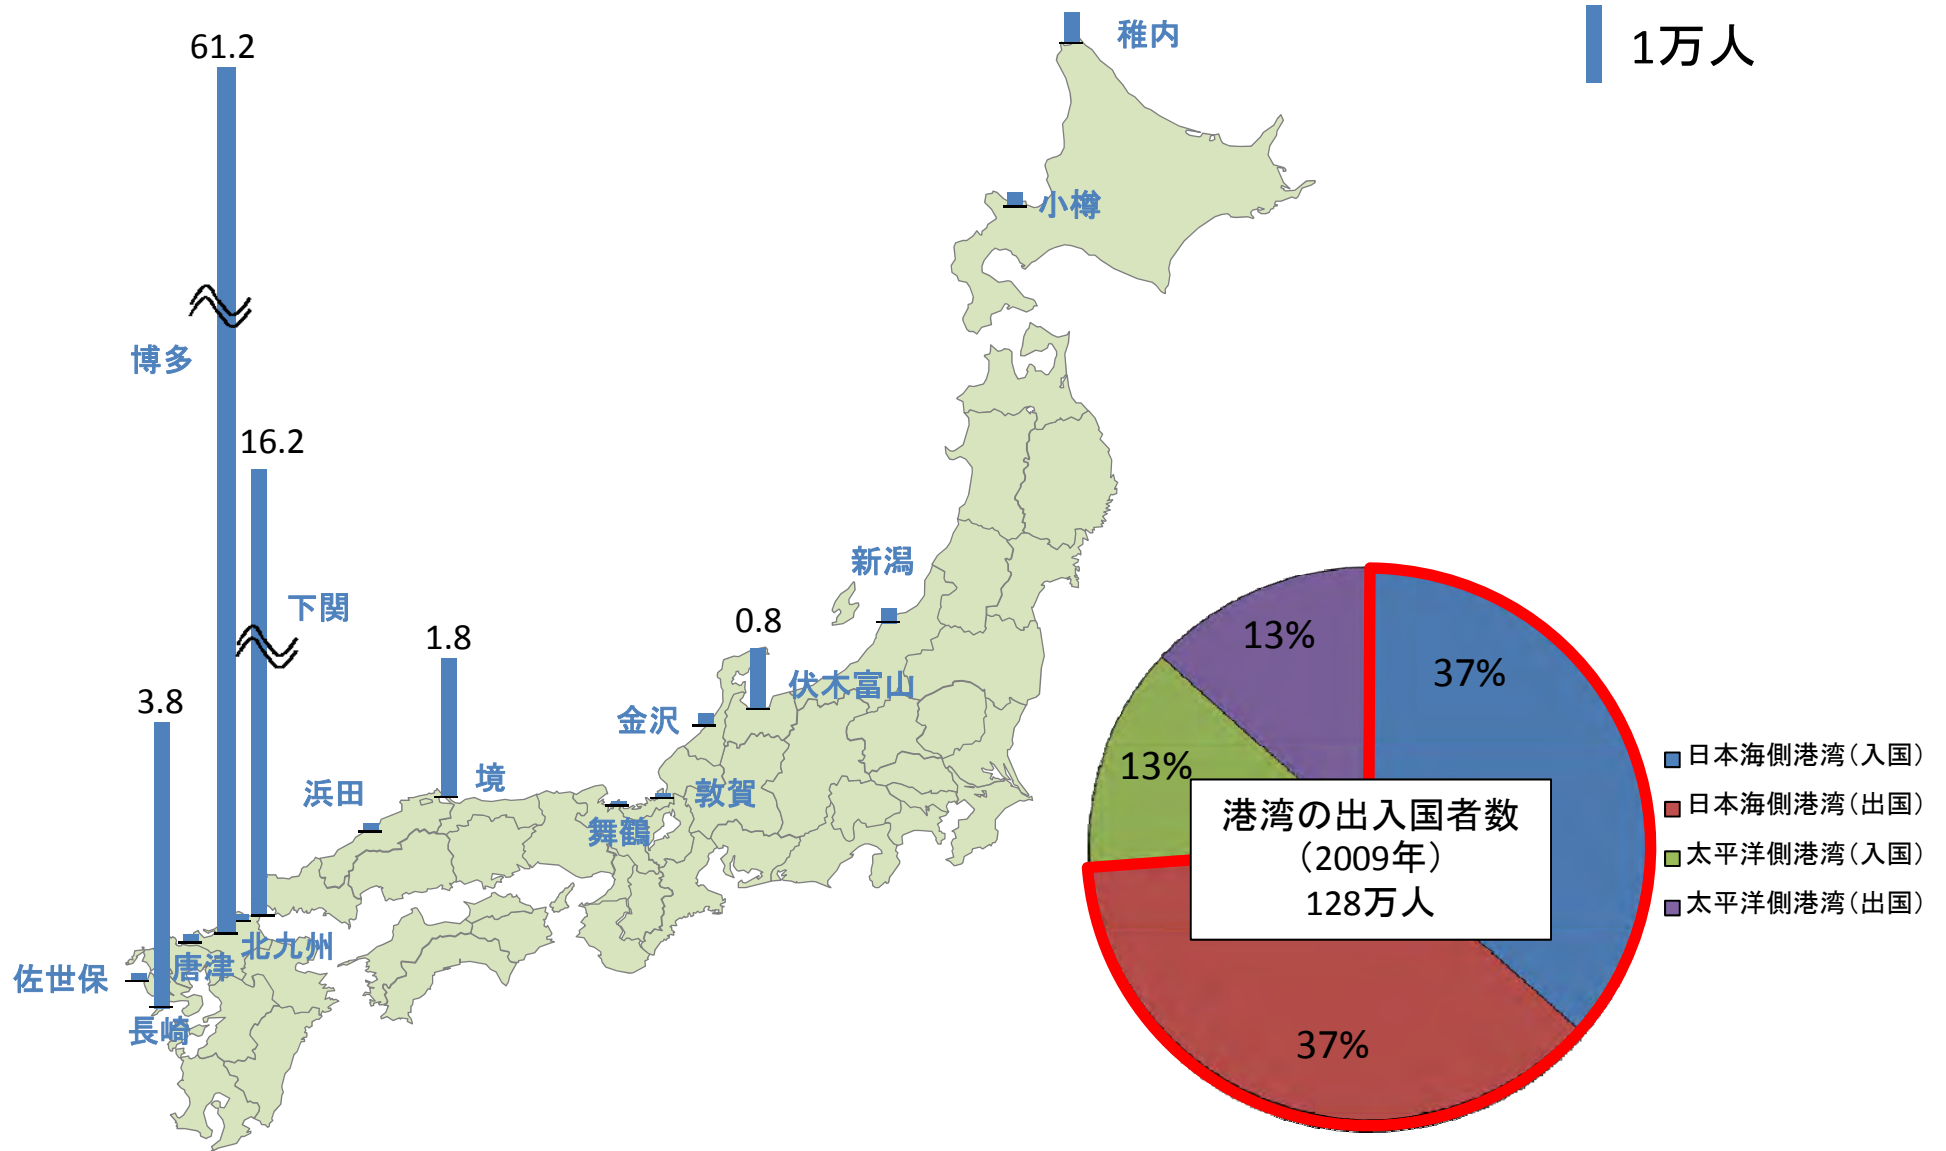 稚内
1万人
61.2
小樽
博多
16.2
新潟
下関
1.8
0.8
伏木富山
3.8
金沢
境
浜田
敦賀
舞鶴
北九州
唐津
佐世保
長崎
13%
37%
13%
37%
港湾の出入国者数
（2009年）
128万人
日本海側港湾（入国）
日本海側港湾（出国）
太平洋側港湾（入国）
太平洋側港湾（出国）